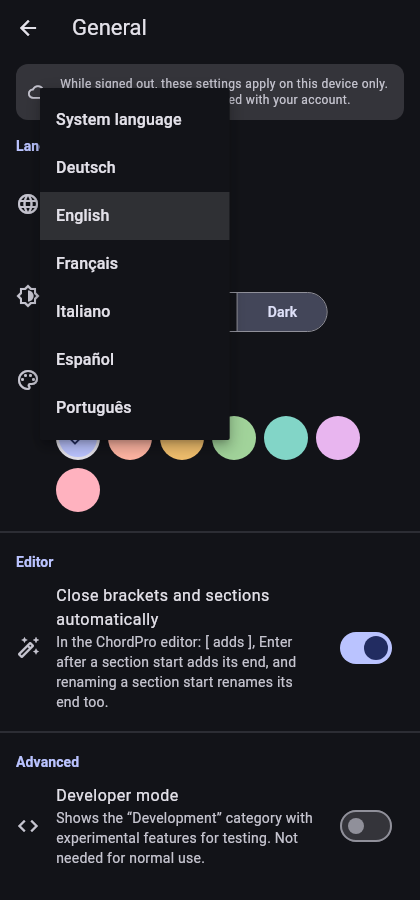 General
While signed out, these settings apply on this device only.
ed with your account.
Lan
System language
Deutsch
English
Français
Italiano
Español
Português
Dark
Editor
Close brackets and sections
automatically
In the ChordPro editor: [ adds ], Enter
after a section start adds its end, and
renaming a section start renames its
end too.
Advanced
Developer mode
Shows the “Development” category with
experimental features for testing. Not
needed for normal use.